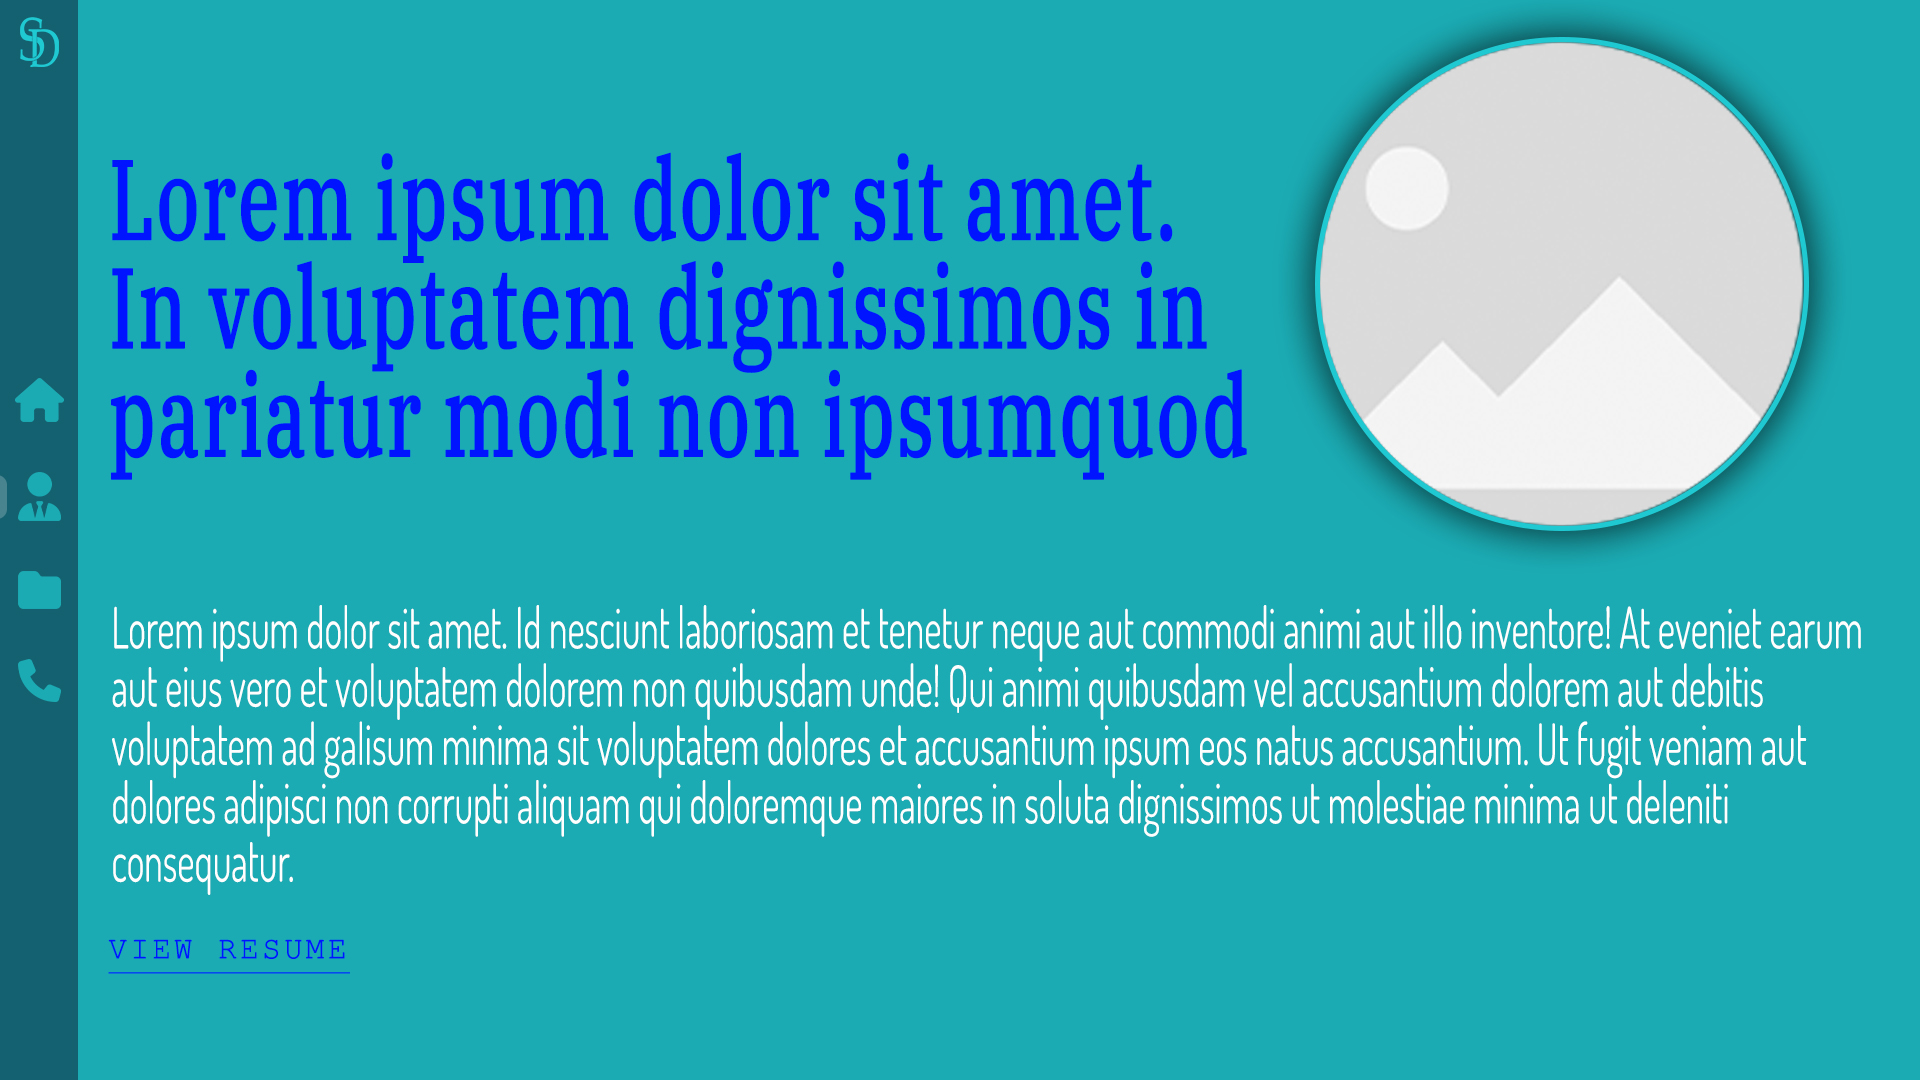 SD
Lorem ipsum dolor sit amet.
In voluptatem dignissimos in
pariatur modi non ipsumquod
Lorem ipsum dolor sit amet. Id nesciunt laboriosam et tenetur neque aut commodi animi aut illo inventore! At eveniet earum
aut eius vero et voluptatem dolorem non quibusdam unde! Qui animi quibusdam vel accusantium dolorem aut debitis
voluptatem ad galisum minima sit voluptatem dolores et accusantium ipsum eos natus accusantium. Ut fugit veniam aut
dolores adipisci non corrupti aliquam qui doloremque maiores in soluta dignissimos ut molestiae minima ut deleniti
consequatur.
VIEW RESUME